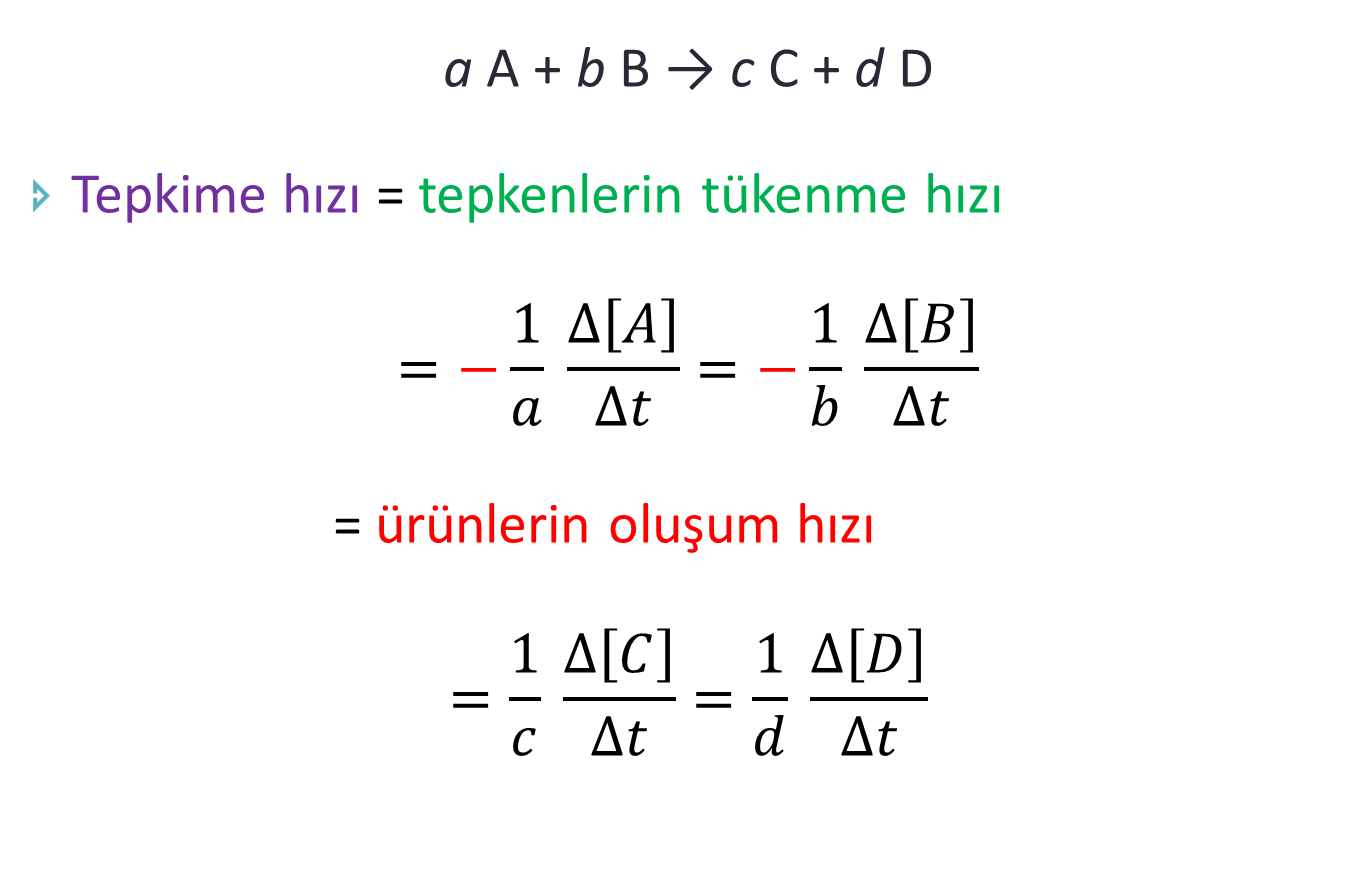 a A + b B → c C + d D
Tepkime hızı = tepkenlerin tükenme hızı
= − 1/a Δ[A]/Δt = − 1/b Δ[B]/Δt
= ürünlerin oluşum hızı
= 1/c Δ[C]/Δt = 1/d Δ[D]/Δt